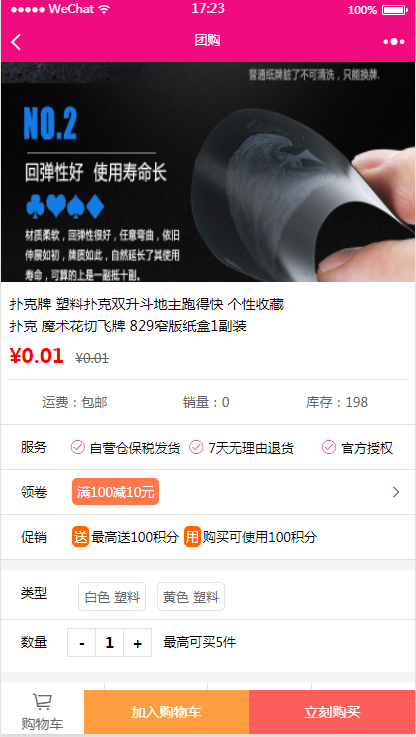 WeChat 17:23 100%
团购
普通纸牌脏了不可清洗，只能换牌.
NO.2
回弹性好 使用寿命长
材质柔软，回弹性很好，任意弯曲，依旧
伸展如初，牌质如此，自然延长了其使用
寿命，可算的上是一副抵十副.
扑克牌 塑料扑克双升斗地主跑得快 个性收藏
扑克 魔术花切飞牌 829窄版纸盒1副装
¥0.01 ¥0.01
运费：包邮 销量：0 库存：198
服务 自营仓保税发货 7天无理由退货 官方授权
领卷 满100减10元
促销 送 最高送100积分 用 购买可使用100积分
类型 白色 塑料 黄色 塑料
数量 - 1 + 最高可买5件
购物车 加入购物车 立刻购买